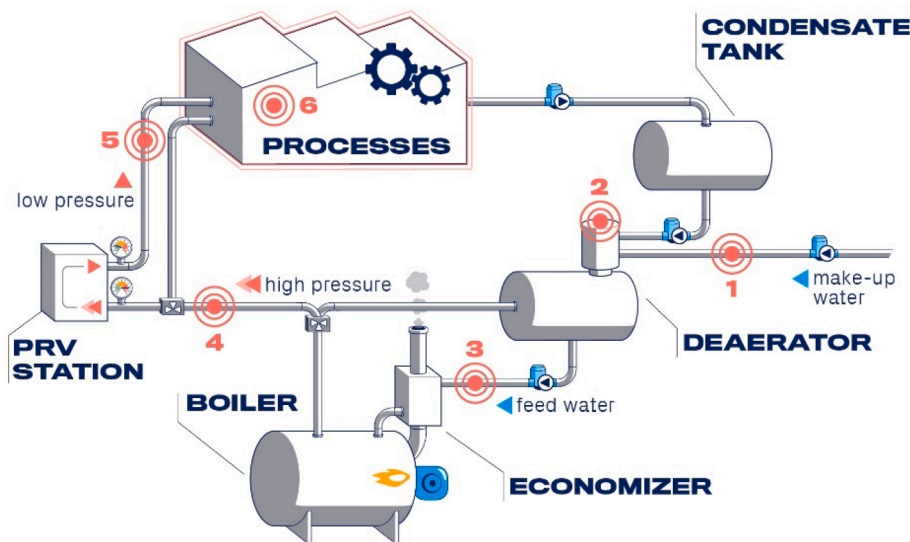 CONDENSATE
TANK
6
PROCESSES
5
low pressure
2
1
make-up
water
high pressure
4
PRV
STATION
3
feed water
DEAERATOR
BOILER
ECONOMIZER